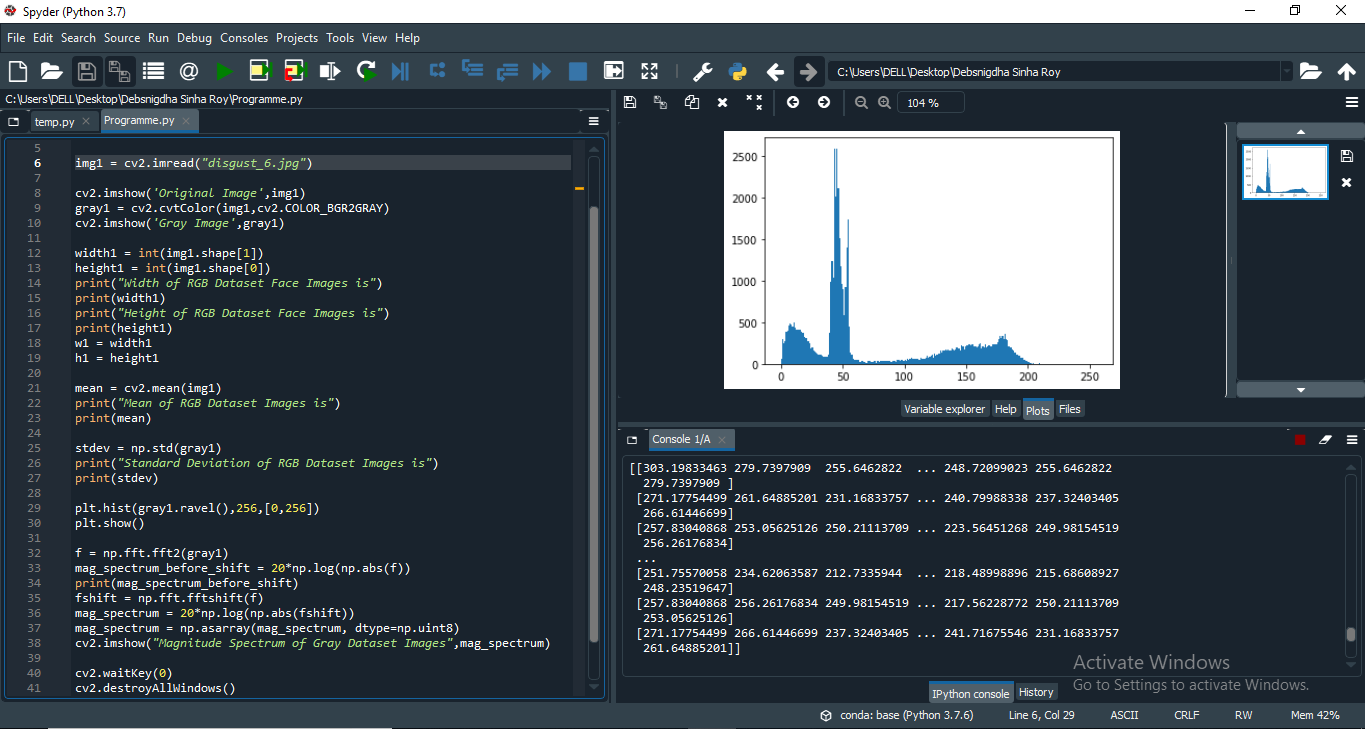 Spyder (Python 3.7)
File Edit Search Source Run Debug Consoles Projects Tools View Help
C:\Users\DELL\Desktop\Debsnigdha Sinha Roy
C:\Users\DELL\Desktop\Debsnigdha Sinha Roy\Programme.py
temp.py Programme.py
5
6 img1 = cv2.imread("disgust_6.jpg")
7
8 cv2.imshow('Original Image',img1)
9 gray1 = cv2.cvtColor(img1,cv2.COLOR_BGR2GRAY)
10 cv2.imshow('Gray Image',gray1)
11
12 width1 = int(img1.shape[1])
13 height1 = int(img1.shape[0])
14 print("Width of RGB Dataset Face Images is")
15 print(width1)
16 print("Height of RGB Dataset Face Images is")
17 print(height1)
18 w1 = width1
19 h1 = height1
20
21 mean = cv2.mean(img1)
22 print("Mean of RGB Dataset Images is")
23 print(mean)
24
25 stdev = np.std(gray1)
26 print("Standard Deviation of RGB Dataset Images is")
27 print(stdev)
28
29 plt.hist(gray1.ravel(),256,[0,256])
30 plt.show()
31
32 f = np.fft.fft2(gray1)
33 mag_spectrum_before_shift = 20*np.log(np.abs(f))
34 print(mag_spectrum_before_shift)
35 fshift = np.fft.fftshift(f)
36 mag_spectrum = 20*np.log(np.abs(fshift))
37 mag_spectrum = np.asarray(mag_spectrum, dtype=np.uint8)
38 cv2.imshow("Magnitude Spectrum of Gray Dataset Images",mag_spectrum)
39
40 cv2.waitKey(0)
41 cv2.destroyAllWindows()
104 %
2500
2000
1500
1000
500
0
0 50 100 150 200 250
Variable explorer Help Plots Files
Console 1/A
[[303.19833463 279.7397909 255.6462822 ... 248.72099023 255.6462822
279.7397909 ]
[271.17754499 261.64885201 231.16833757 ... 240.79988338 237.32403405
266.61446699]
[257.83040868 253.05625126 250.21113709 ... 223.56451268 249.98154519
256.26176834]
...
[251.75570058 234.62063587 212.7335944 ... 218.48998896 215.68608927
248.23519647]
[257.83040868 256.26176834 249.98154519 ... 217.56228772 250.21113709
253.05625126]
[271.17754499 266.61446699 237.32403405 ... 241.71675546 231.16833757
261.64885201]]
Activate Windows
Go to Settings to activate Windows.
IPython console History
conda: base (Python 3.7.6) Line 6, Col 29 ASCII CRLF RW Mem 42%